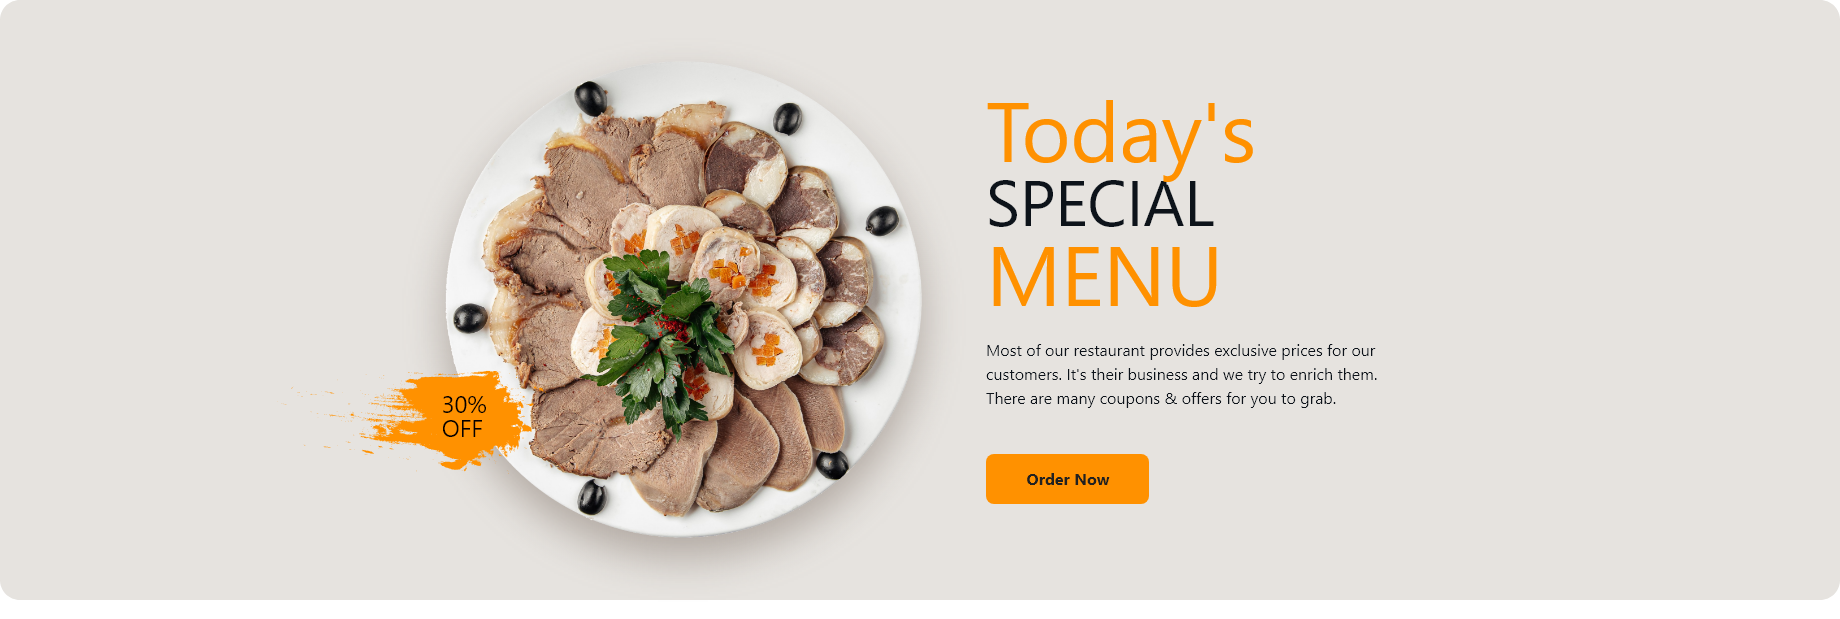 Today's
SPECIAL
MENU
Most of our restaurant provides exclusive prices for our
customers. It's their business and we try to enrich them.
There are many coupons & offers for you to grab.
Order Now
30%
OFF